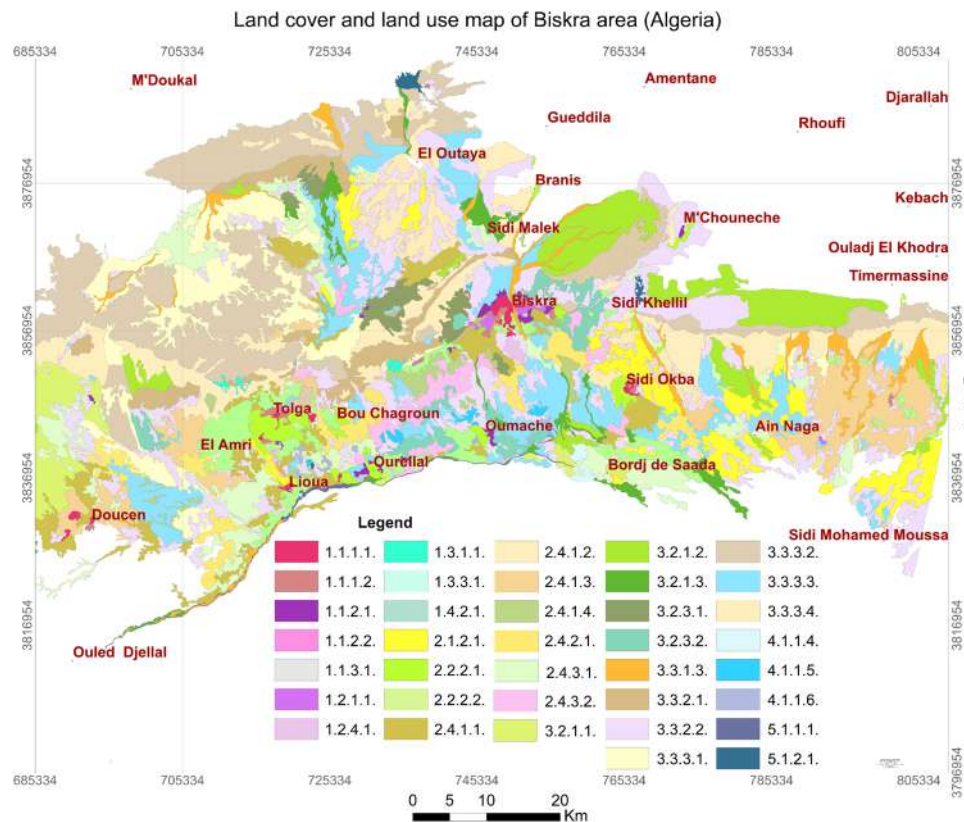 Land cover and land use map of Biskra area (Algeria)
685334 705334 725334 745334 765334 785334 805334
M'Doukal
Amentane
Djarallah
Gueddila
Rhoufi
El Outaya
3876954 3876954
Branis
Kebach
Sidi Malek
M'Chouneche
Ouladj El Khodra
Timermassine
Biskra
Sidi Khellil
3856954 3856954
Sidi Okba
Tolga
Bou Chagroun
Oumache
Ain Naga
El Amri
Ourellal
Bordj de Saada
3836954 3836954
Lioua
Doucen
Sidi Mohamed Moussa
Legend
1.1.1.1. 1.3.1.1. 2.4.1.2. 3.2.1.2. 3.3.3.2.
1.1.1.2. 1.3.3.1. 2.4.1.3. 3.2.1.3. 3.3.3.3.
1.1.2.1. 1.4.2.1. 2.4.1.4. 3.2.3.1. 3.3.3.4.
1.1.2.2. 2.1.2.1. 2.4.2.1. 3.2.3.2. 4.1.1.4.
1.1.3.1. 2.2.2.1. 2.4.3.1. 3.3.1.3. 4.1.1.5.
1.2.1.1. 2.2.2.2. 2.4.3.2. 3.3.2.1. 4.1.1.6.
1.2.4.1. 2.4.1.1. 3.2.1.1. 3.3.2.2. 5.1.1.1.
3.3.3.1. 5.1.2.1.
3816954 3816954
Ouled Djellal
685334 705334 725334 745334 765334 785334 805334
3796954
0 5 10 20
Km